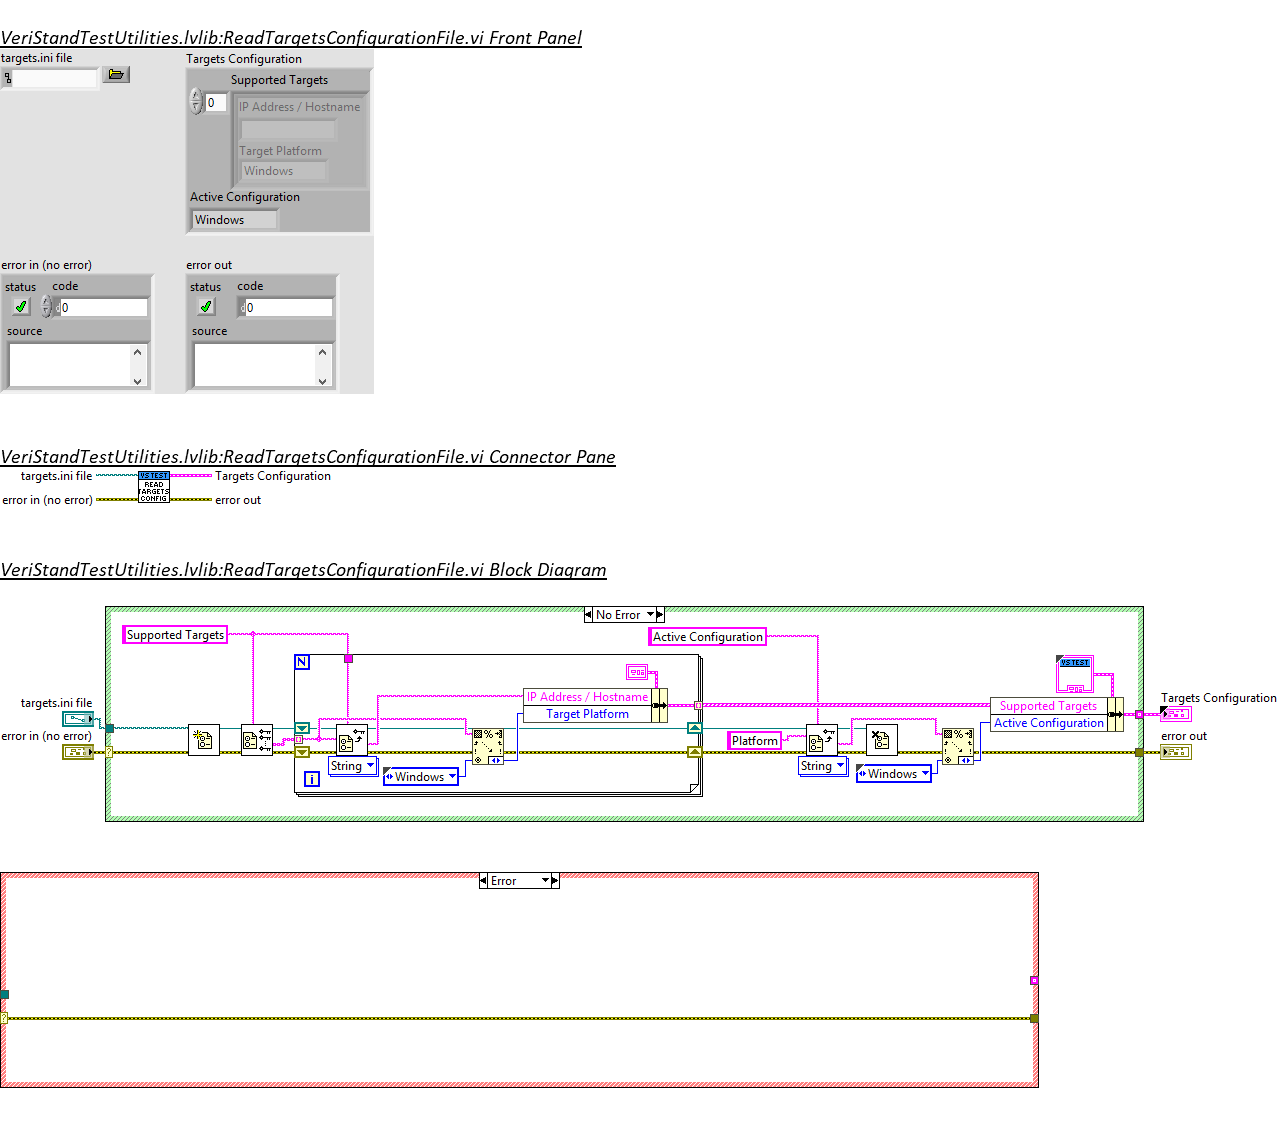 VeriStandTestUtilities.lvlib:ReadTargetsConfigurationFile.vi Front Panel
targets.ini file
Targets Configuration
Supported Targets
0
IP Address / Hostname
Target Platform
Windows
Active Configuration
Windows
error in (no error)
error out
status code
status code
0
0
source
source
VeriStandTestUtilities.lvlib:ReadTargetsConfigurationFile.vi Connector Pane
targets.ini file
VS TEST
READ
TARGETS
CONFIG
Targets Configuration
error in (no error)
error out
VeriStandTestUtilities.lvlib:ReadTargetsConfigurationFile.vi Block Diagram
No Error
Supported Targets
Active Configuration
N
VS TEST
IP Address / Hostname
Target Platform
Supported Targets
Active Configuration
targets.ini file
Targets Configuration
error in (no error)
error out
Platform
String
Windows
String
Windows
i
Error